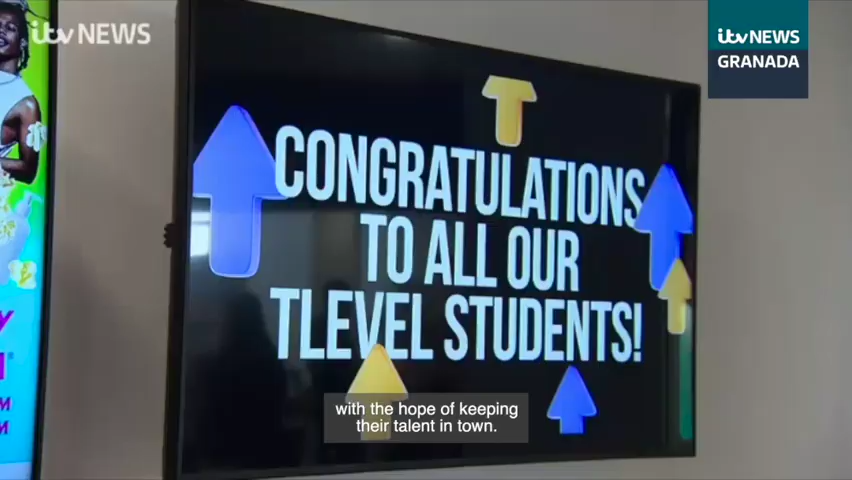 itv NEWS
itv NEWS
GRANADA
CONGRATULATIONS
TO ALL OUR
TLEVEL STUDENTS!
with the hope of keeping
their talent in town.